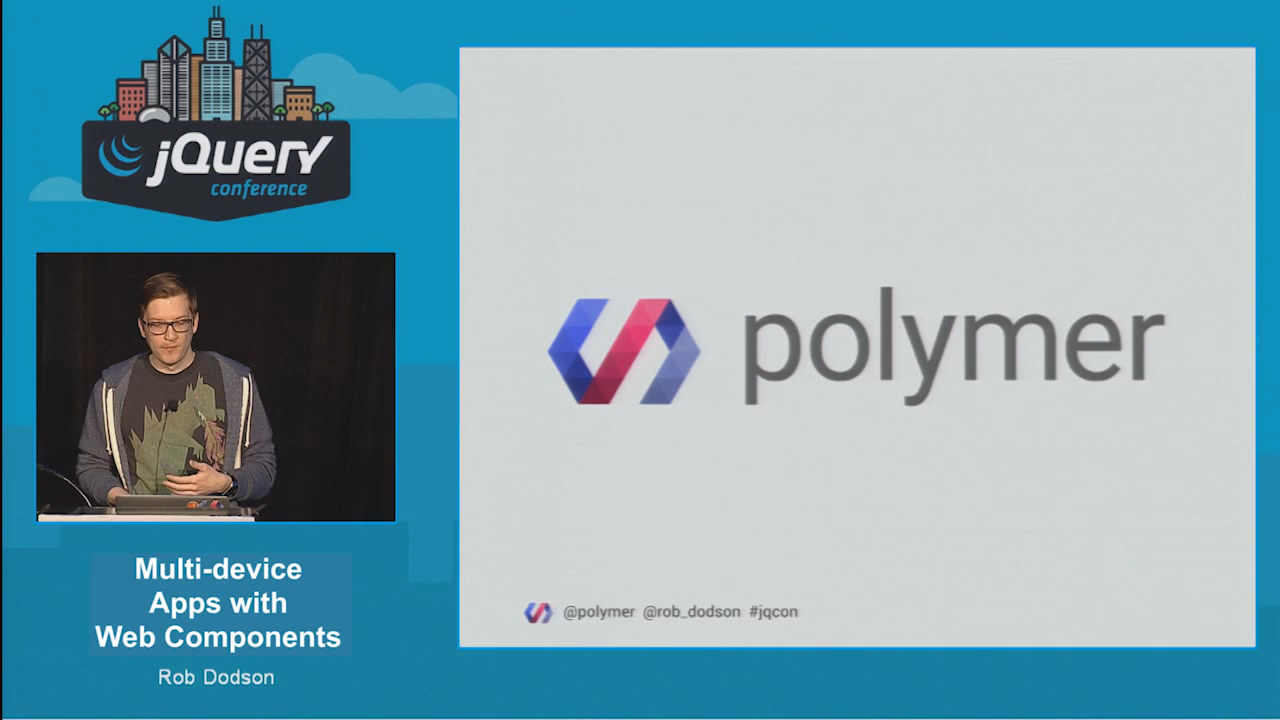 jQuery
conference
polymer
Multi-device
Apps with
Web Components
Rob Dodson
@polymer @rob_dodson #jqcon